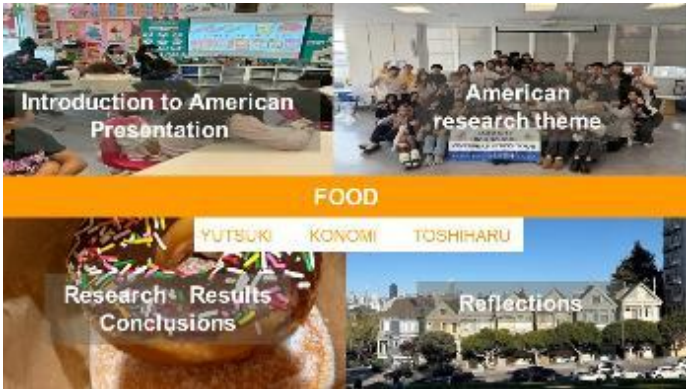 Introduction to American
Presentation
American
research theme
FOOD
YUTSUKI KONOMI TOSHIHARU
Research Results
Conclusions
Reflections